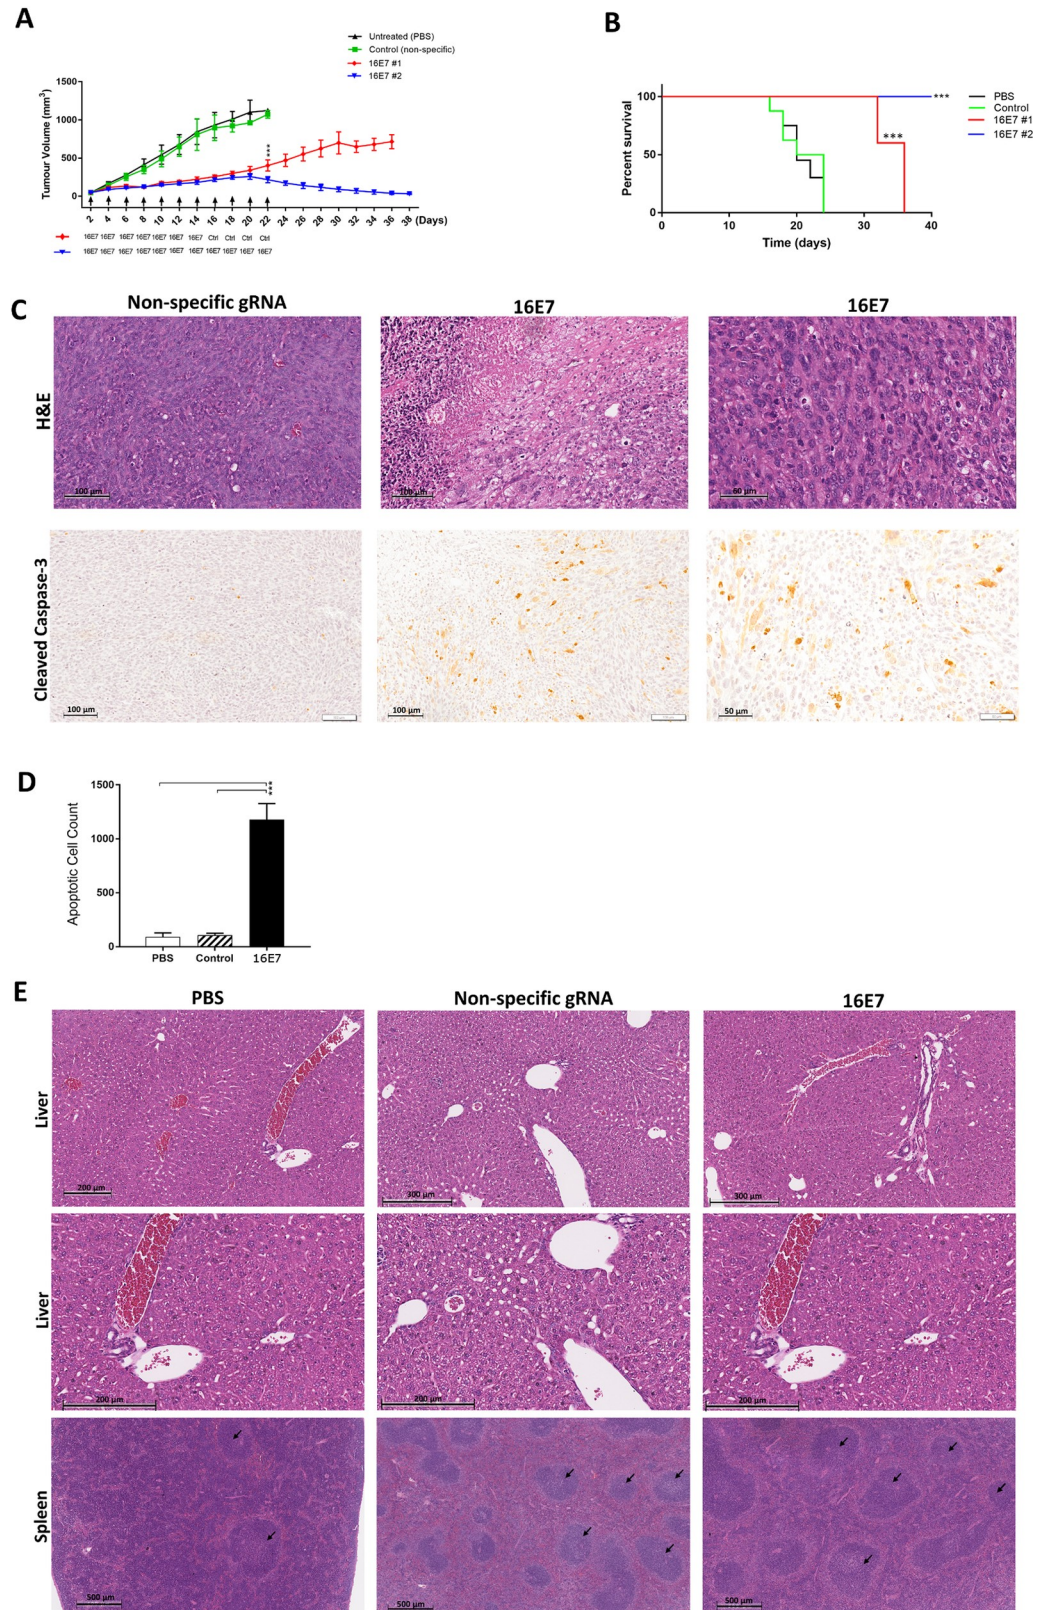 A
Untreated (PBS)
Control (non-specific)
16E7 #1
16E7 #2
Tumour Volume (mm³)
1500
1000
500
0
***
2 4 6 8 10 12 14 16 18 20 22 24 26 28 30 32 34 36 38 (Days)
16E7 16E7 16E7 16E7 16E7 16E7 16E7 Ctrl Ctrl Ctrl Ctrl
16E7 16E7 16E7 16E7 16E7 16E7 16E7 16E7 16E7 16E7 16E7
B
Percent survival
100
50
0
0 10 20 30 40
Time (days)
***
***
PBS
Control
16E7 #1
16E7 #2
C
Non-specific gRNA
16E7
16E7
H&E
100 µm
100 µm
60 µm
Cleaved Caspase-3
100 µm
100 µm
50 µm
D
Apoptotic Cell Count
1500
1000
500
0
***
PBS Control 16E7
E
PBS
Non-specific gRNA
16E7
Liver
200 µm
300 µm
300 µm
Liver
200 µm
200 µm
200 µm
Spleen
500 µm
500 µm
500 µm